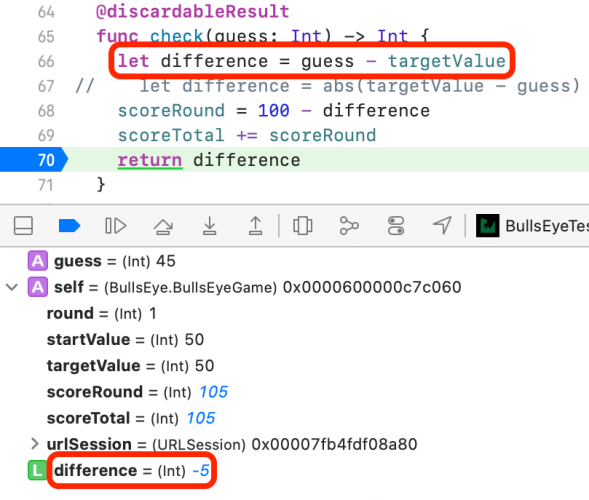 64 @discardableResult
65 func check(guess: Int) -> Int {
66 let difference = guess - targetValue
67 // let difference = abs(targetValue - guess)
68 scoreRound = 100 - difference
69 scoreTotal += scoreRound
70 return difference
71 }
BullsEyeTes
A guess = (Int) 45
A self = (BullsEye.BullsEyeGame) 0x0000600000c7c060
round = (Int) 1
startValue = (Int) 50
targetValue = (Int) 50
scoreRound = (Int) 105
scoreTotal = (Int) 105
urlSession = (URLSession) 0x00007fb4fdf08a80
L difference = (Int) -5